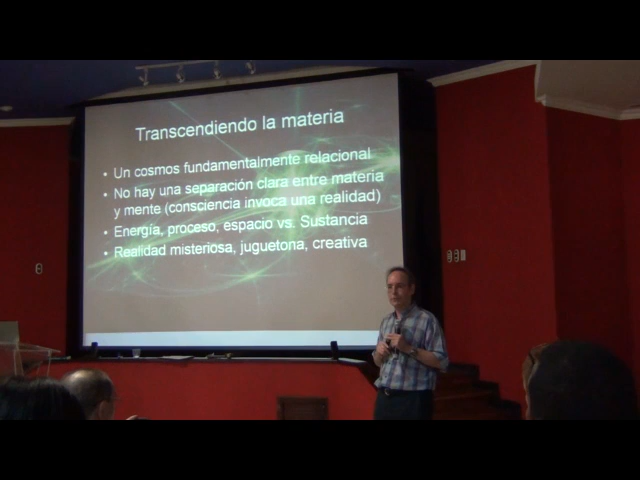 Transcendiendo la materia
• Un cosmos fundamentalmente relacional
• No hay una separación clara entre materia
y mente (consciencia invoca una realidad)
• Energía, proceso, espacio vs. Sustancia
• Realidad misteriosa, juguetona, creativa